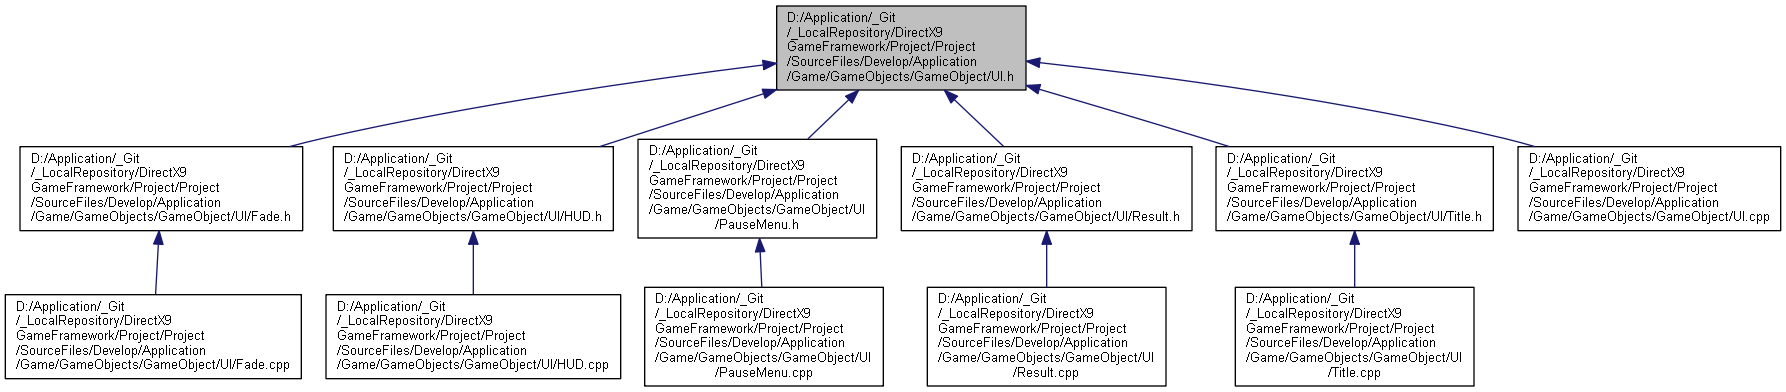 D:/Application/_Git
/_LocalRepository/DirectX9
GameFramework/Project/Project
/SourceFiles/Develop/Application
/Game/GameObjects/GameObject/UI.h
D:/Application/_Git
/_LocalRepository/DirectX9
GameFramework/Project/Project
/SourceFiles/Develop/Application
/Game/GameObjects/GameObject/UI/Fade.h
D:/Application/_Git
/_LocalRepository/DirectX9
GameFramework/Project/Project
/SourceFiles/Develop/Application
/Game/GameObjects/GameObject/UI/HUD.h
D:/Application/_Git
/_LocalRepository/DirectX9
GameFramework/Project/Project
/SourceFiles/Develop/Application
/Game/GameObjects/GameObject/UI
/PauseMenu.h
D:/Application/_Git
/_LocalRepository/DirectX9
GameFramework/Project/Project
/SourceFiles/Develop/Application
/Game/GameObjects/GameObject/UI/Result.h
D:/Application/_Git
/_LocalRepository/DirectX9
GameFramework/Project/Project
/SourceFiles/Develop/Application
/Game/GameObjects/GameObject/UI/Title.h
D:/Application/_Git
/_LocalRepository/DirectX9
GameFramework/Project/Project
/SourceFiles/Develop/Application
/Game/GameObjects/GameObject/UI.cpp
D:/Application/_Git
/_LocalRepository/DirectX9
GameFramework/Project/Project
/SourceFiles/Develop/Application
/Game/GameObjects/GameObject/UI/Fade.cpp
D:/Application/_Git
/_LocalRepository/DirectX9
GameFramework/Project/Project
/SourceFiles/Develop/Application
/Game/GameObjects/GameObject/UI/HUD.cpp
D:/Application/_Git
/_LocalRepository/DirectX9
GameFramework/Project/Project
/SourceFiles/Develop/Application
/Game/GameObjects/GameObject/UI
/PauseMenu.cpp
D:/Application/_Git
/_LocalRepository/DirectX9
GameFramework/Project/Project
/SourceFiles/Develop/Application
/Game/GameObjects/GameObject/UI
/Result.cpp
D:/Application/_Git
/_LocalRepository/DirectX9
GameFramework/Project/Project
/SourceFiles/Develop/Application
/Game/GameObjects/GameObject/UI
/Title.cpp